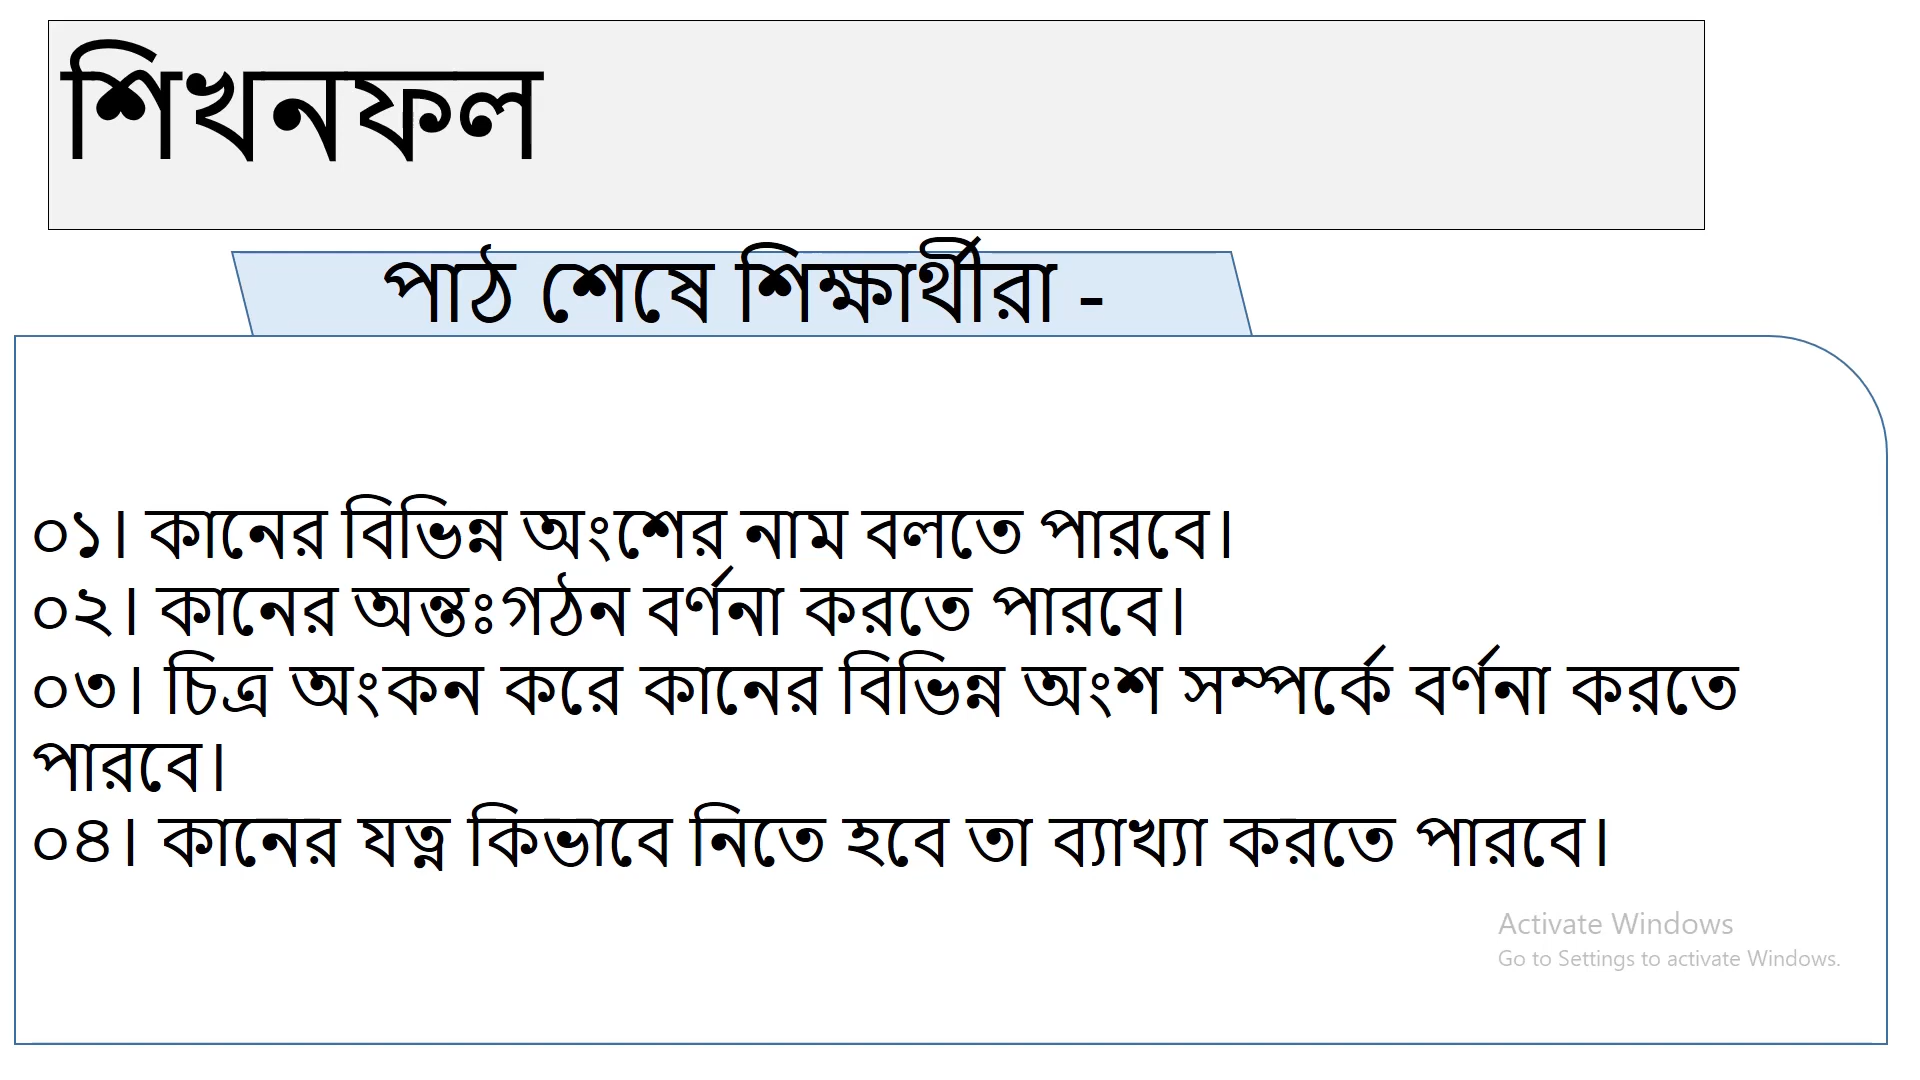 শিখনফল
পাঠ শেষে শিক্ষার্থীরা -
০১। কানের বিভিন্ন অংশের নাম বলতে পারবে।
০২। কানের অন্তঃগঠন বর্ণনা করতে পারবে।
০৩। চিত্র অংকন করে কানের বিভিন্ন অংশ সম্পর্কে বর্ণনা করতে
পারবে।
০৪। কানের যত্ন কিভাবে নিতে হবে তা ব্যাখ্যা করতে পারবে।
Activate Windows
Go to Settings to activate Windows.